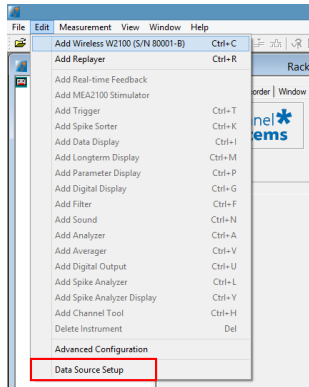 File Edit Measurement View Window Help
Add Wireless W2100 (S/N 80001-B) Ctrl+C
Add Replayer Ctrl+R
Rack
Add Real-time Feedback
order Window
Add MEA2100 Stimulator
Add Trigger Ctrl+T
nel
Add Spike Sorter Ctrl+K
tems
Add Data Display Ctrl+I
Add Longterm Display Ctrl+M
Add Parameter Display Ctrl+P
Add Digital Display Ctrl+G
Add Filter Ctrl+F
Add Sound Ctrl+N
Add Analyzer Ctrl+A
Add Averager Ctrl+V
Add Digital Output Ctrl+U
Add Spike Analyzer Ctrl+L
Add Spike Analyzer Display Ctrl+Y
Add Channel Tool Ctrl+H
Delete Instrument Del
Advanced Configuration
Data Source Setup